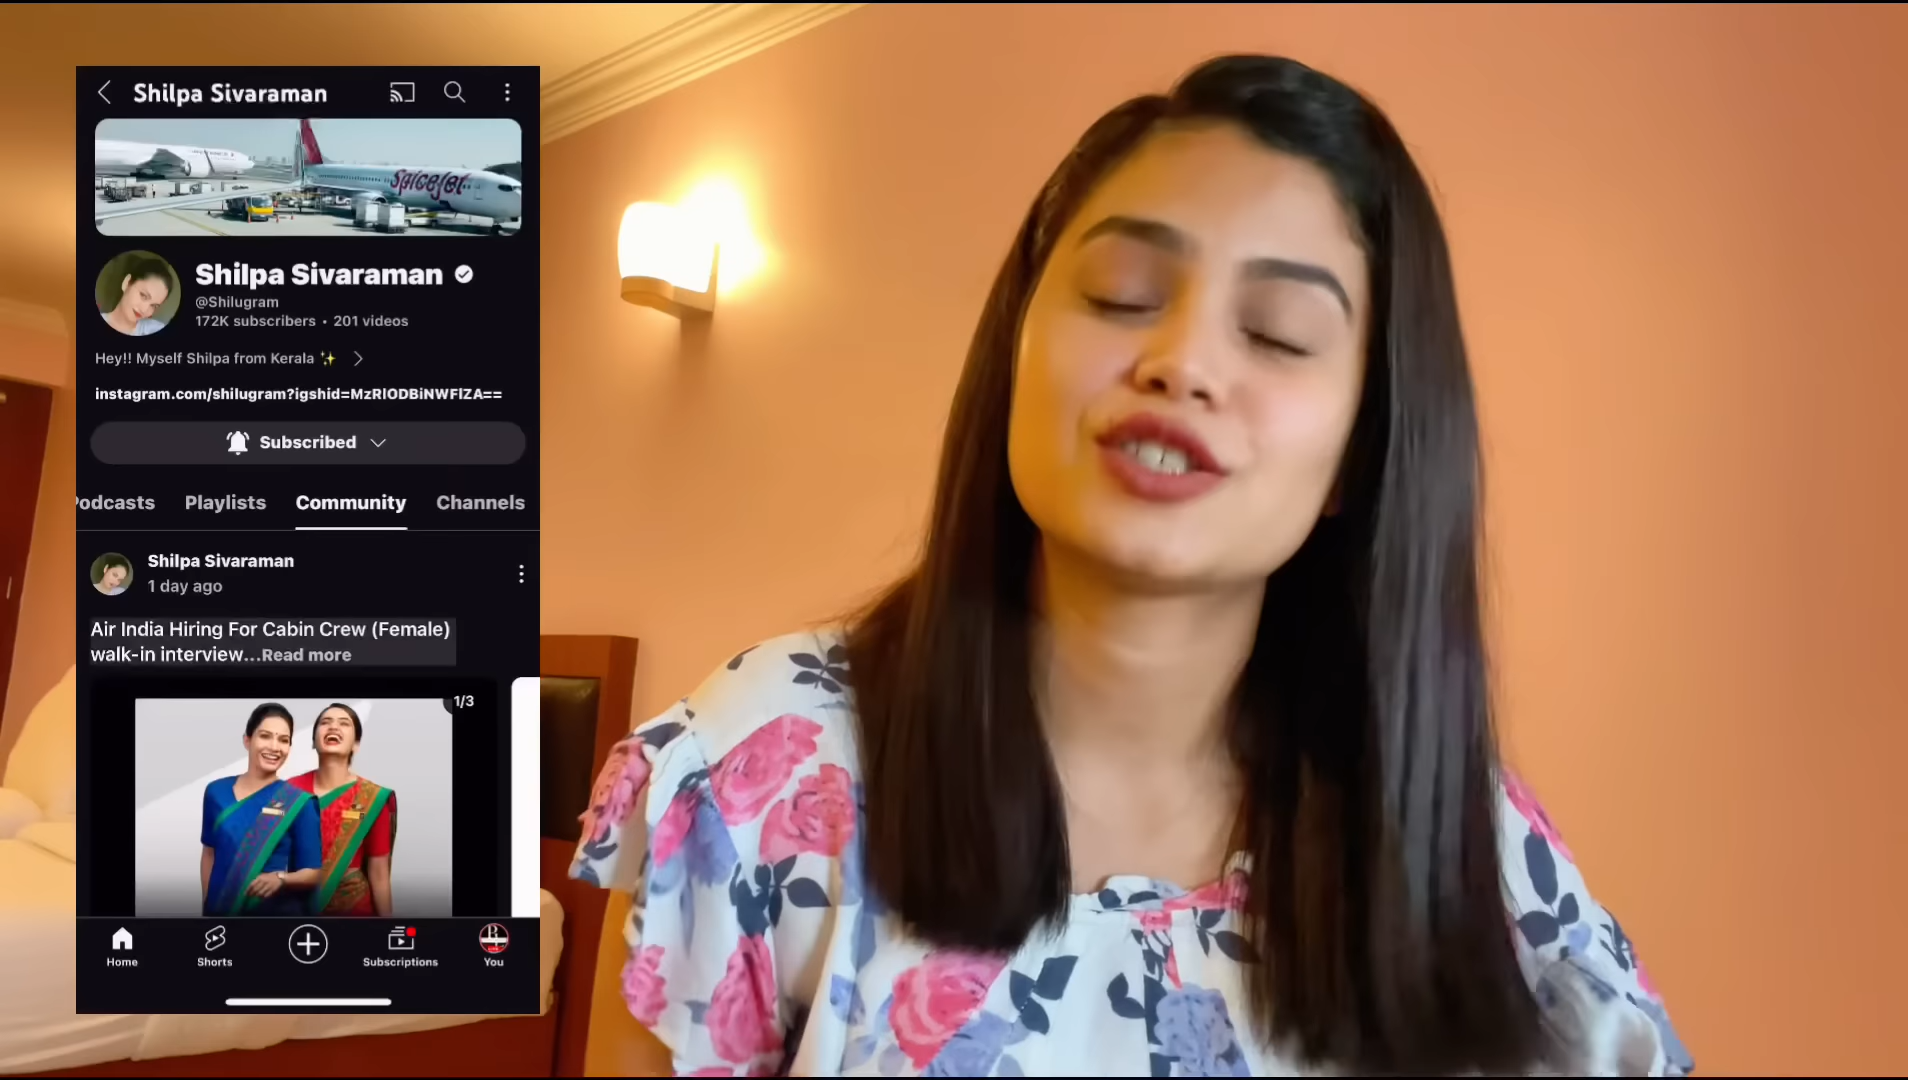 Shilpa Sivaraman
SpiceJet
Shilpa Sivaraman
@Shilugram
172K subscribers • 201 videos
Hey!! Myself Shilpa from Kerala ✨
instagram.com/shilugram?igshid=MzRlODBiNWFlZA==
Subscribed
Podcasts Playlists Community Channels
Shilpa Sivaraman
1 day ago
Air India Hiring For Cabin Crew (Female)
walk-in interview...Read more
1/3
Home Shorts Subscriptions You